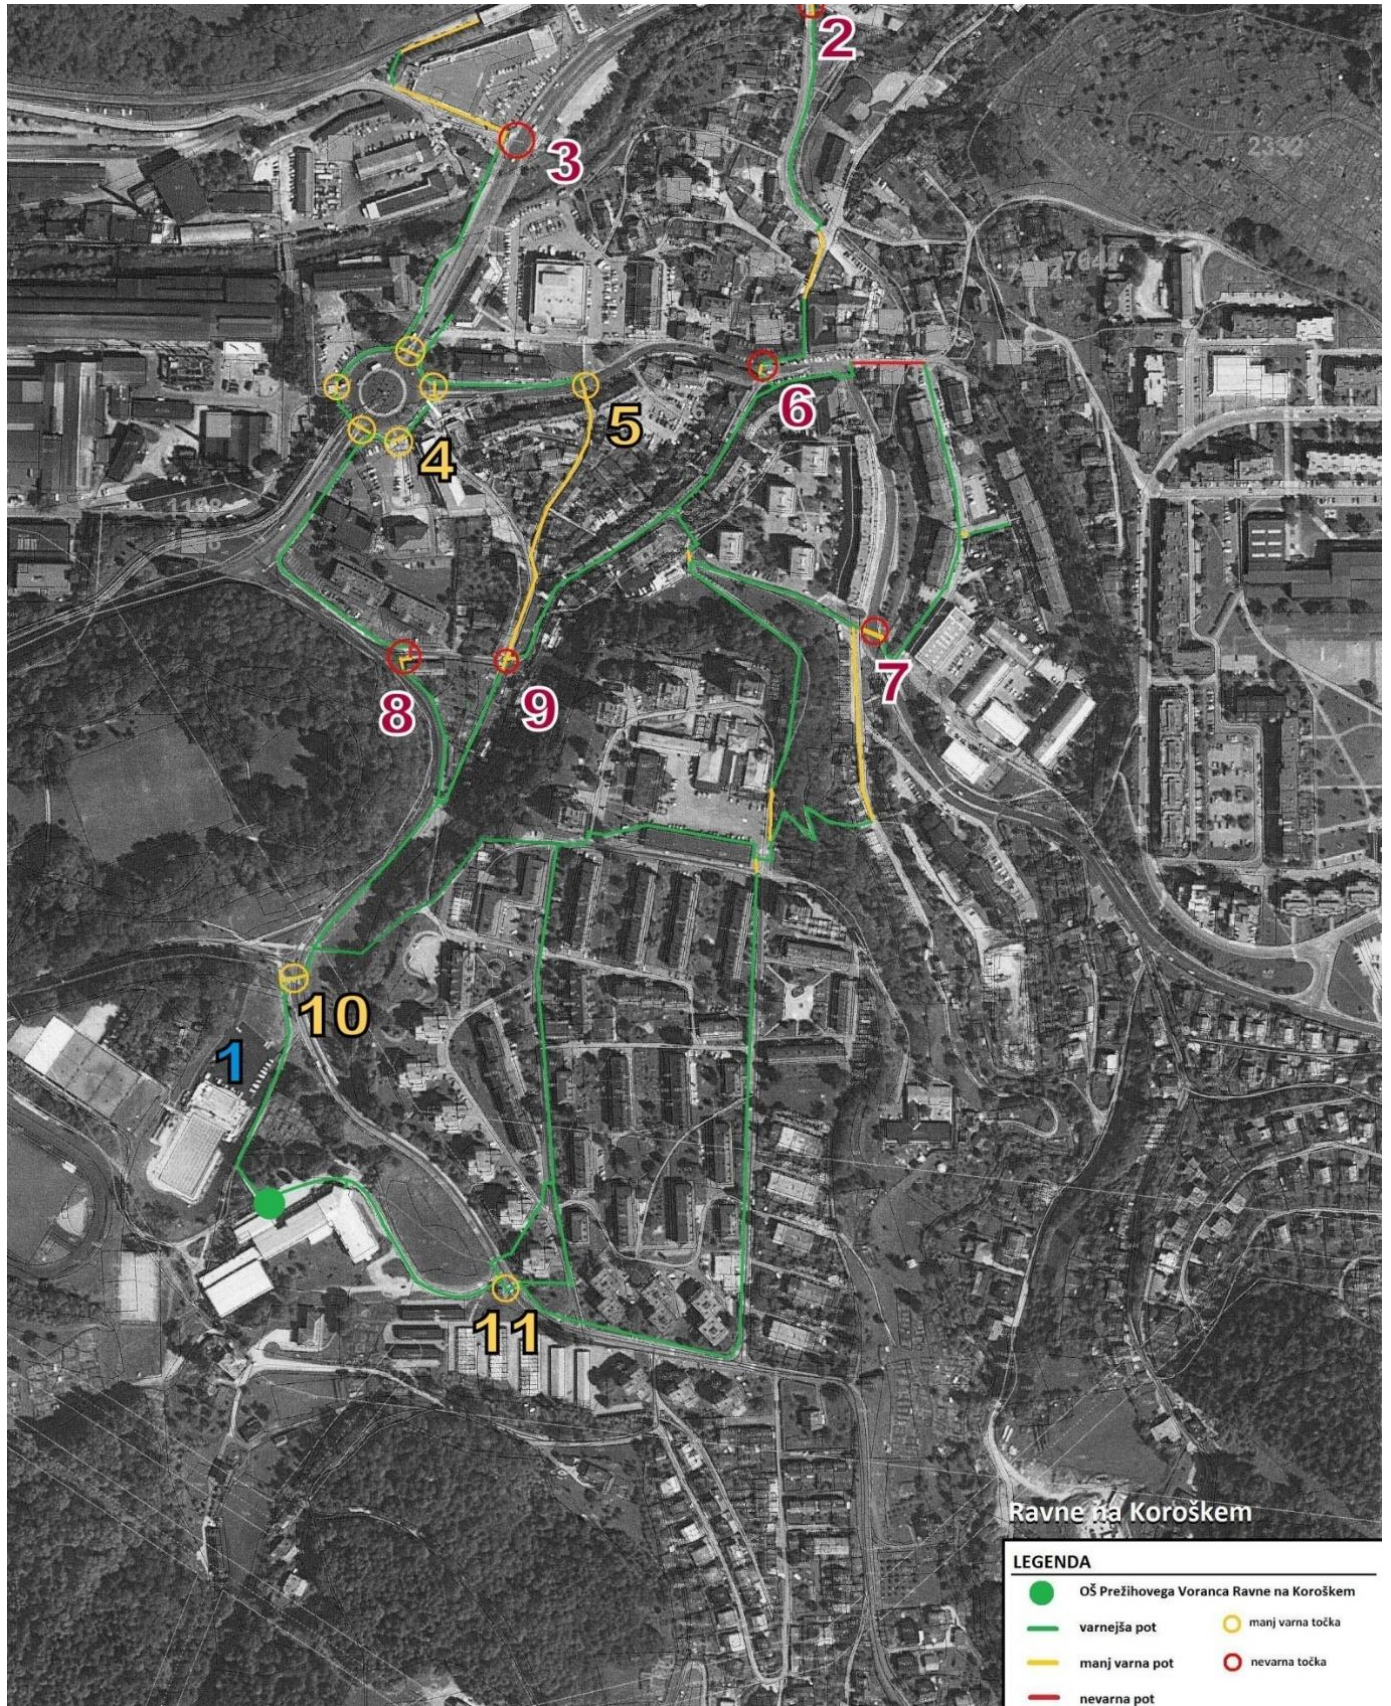 2
3
6
5
4
7
8
9
10
1
11
Ravne na Koroškem
LEGENDA
OŠ Prežihovega Voranca Ravne na Koroškem
varnejša pot
manj varna točka
manj varna pot
nevarna točka
nevarna pot